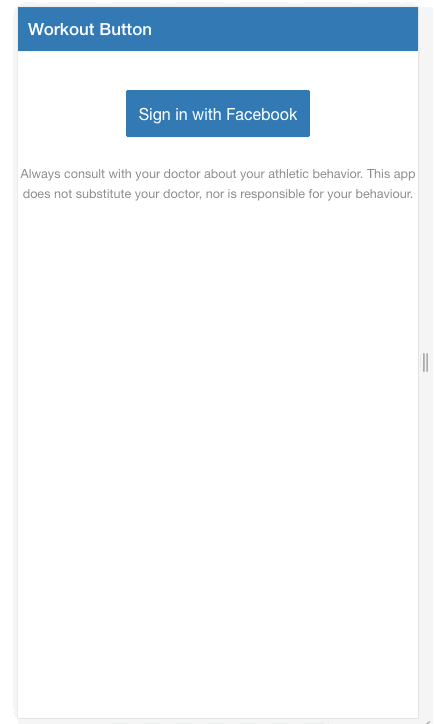 Workout Button
Sign in with Facebook
Always consult with your doctor about your athletic behavior. This app
does not substitute your doctor, nor is responsible for your behaviour.